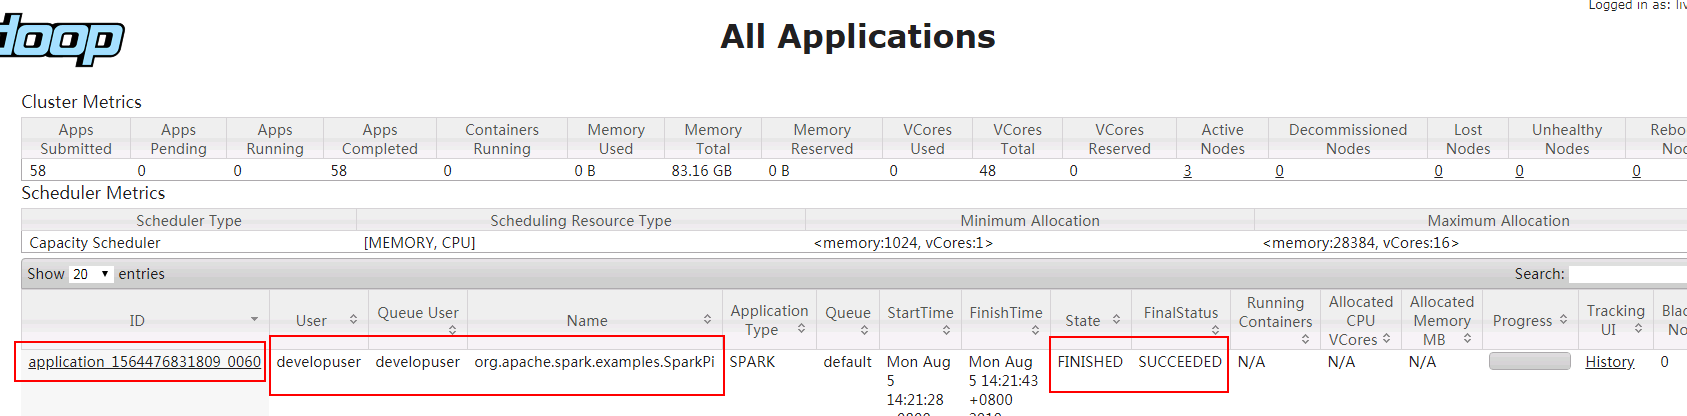 Logged in as: liv
doop
All Applications
Cluster Metrics
Apps Submitted Apps Pending Apps Running Apps Completed Containers Running Memory Used Memory Total Memory Reserved VCores Used VCores Total VCores Reserved Active Nodes Decommissioned Nodes Lost Nodes Unhealthy Nodes Rebo No
58 0 0 58 0 0 B 83.16 GB 0 B 0 48 0 3 0 0 0 0
Scheduler Metrics
Scheduler Type Scheduling Resource Type Minimum Allocation Maximum Allocation
Capacity Scheduler [MEMORY, CPU] <memory:1024, vCores:1> <memory:28384, vCores:16>
Show 20 entries Search:
ID User Queue User Name Application Type Queue StartTime FinishTime State FinalStatus Running Containers Allocated CPU VCores Allocated Memory MB Progress Tracking UI Blac No
application_1564476831809_0060 developuser developuser org.apache.spark.examples.SparkPi SPARK default Mon Aug 5 14:21:28 Mon Aug 5 14:21:43 +0800 FINISHED SUCCEEDED N/A N/A N/A History 0